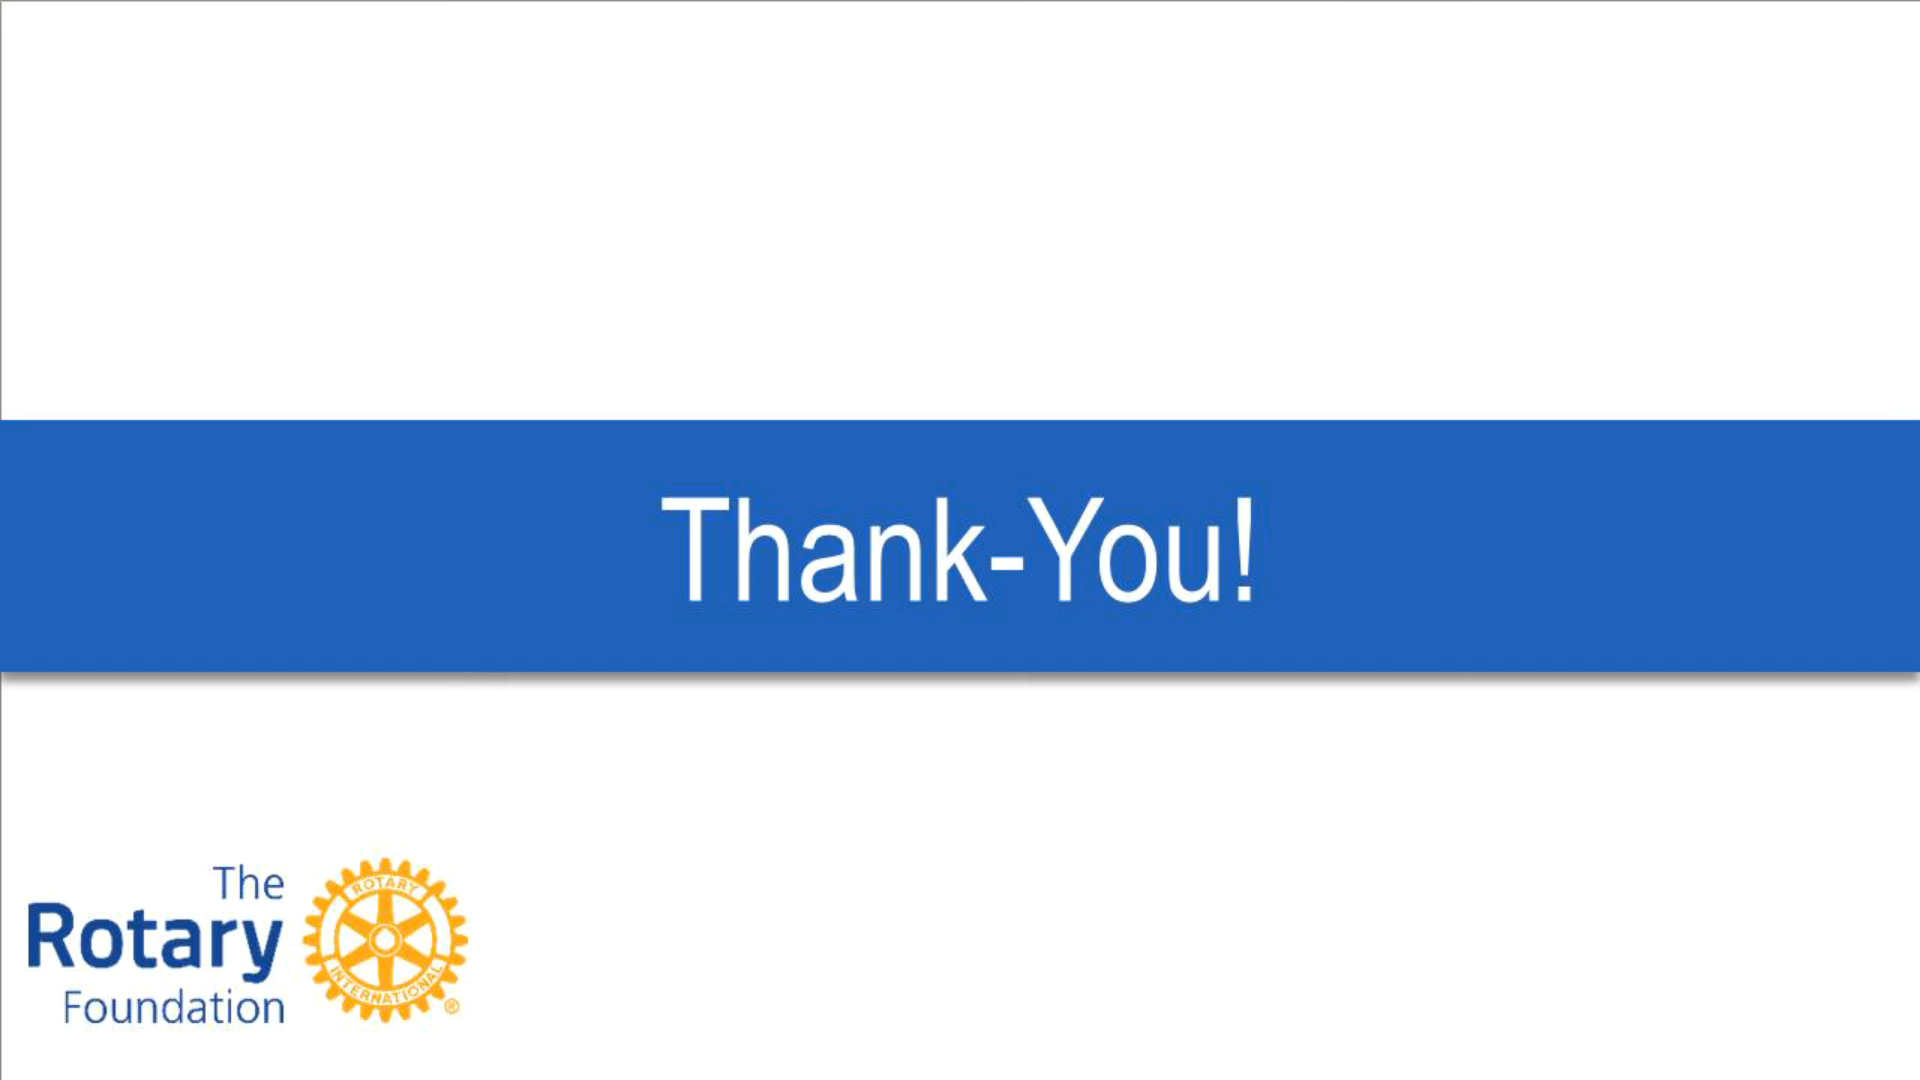 Thank-You!
The
Rotary
Foundation
ROTARY
INTERNATIONAL
®